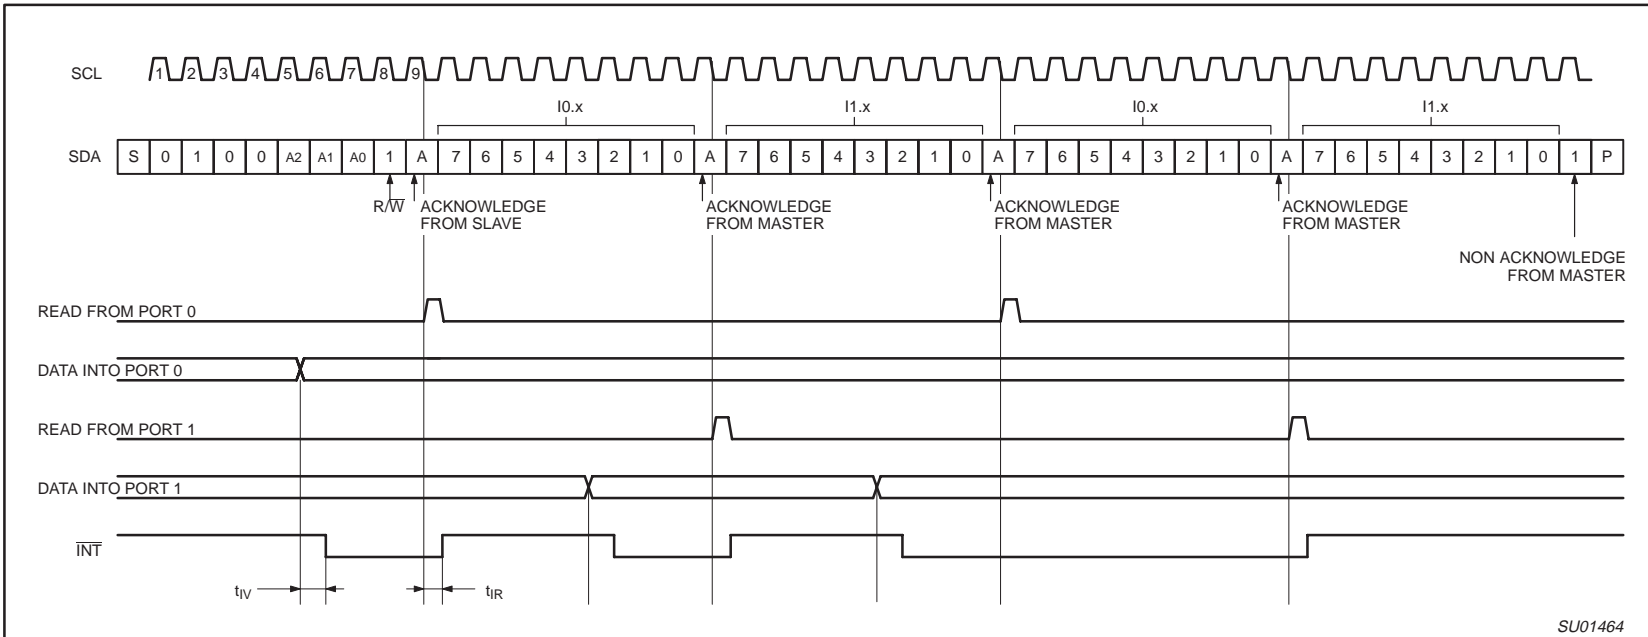 SCL 1 2 3 4 5 6 7 8 9
I0.x I1.x I0.x I1.x
SDA S 0 1 0 0 A2 A1 A0 1 A 7 6 5 4 3 2 1 0 A 7 6 5 4 3 2 1 0 A 7 6 5 4 3 2 1 0 A 7 6 5 4 3 2 1 0 1 P
R/W ACKNOWLEDGE ACKNOWLEDGE ACKNOWLEDGE ACKNOWLEDGE
FROM SLAVE FROM MASTER FROM MASTER FROM MASTER
NON ACKNOWLEDGE
FROM MASTER
READ FROM PORT 0
DATA INTO PORT 0
READ FROM PORT 1
DATA INTO PORT 1
INT
tIV tIR
SU01464